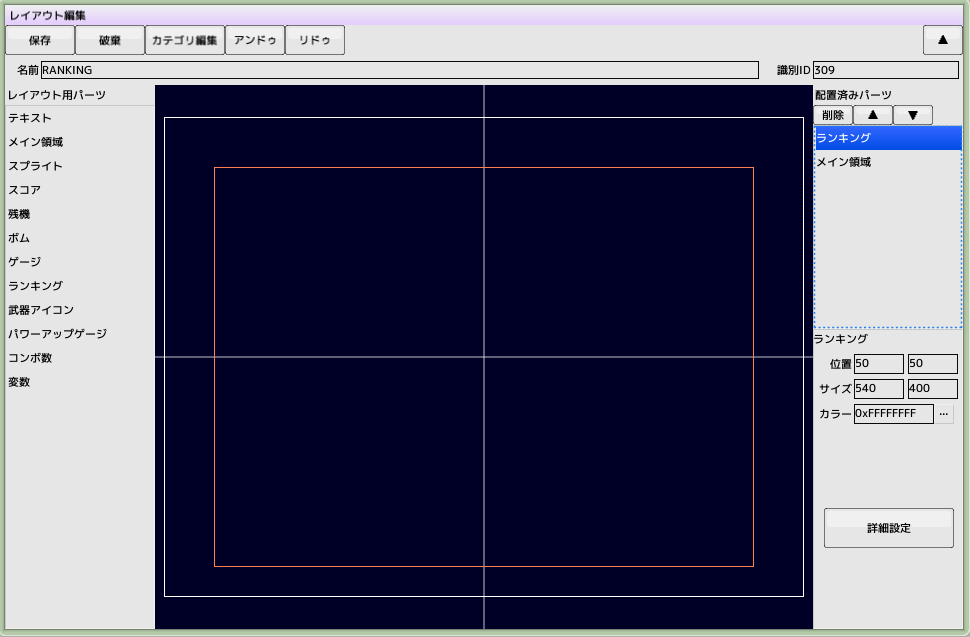 レイアウト編集
保存 破棄 カテゴリ編集 アンドゥ リドゥ ▲
名前 RANKING 識別ID 309
レイアウト用パーツ
テキスト
メイン領域
スプライト
スコア
残機
ボム
ゲージ
ランキング
武器アイコン
パワーアップゲージ
コンボ数
変数
配置済みパーツ
削除 ▲ ▼
ランキング
メイン領域
ランキング
位置 50 50
サイズ 540 400
カラー 0xFFFFFFFF ...
詳細設定